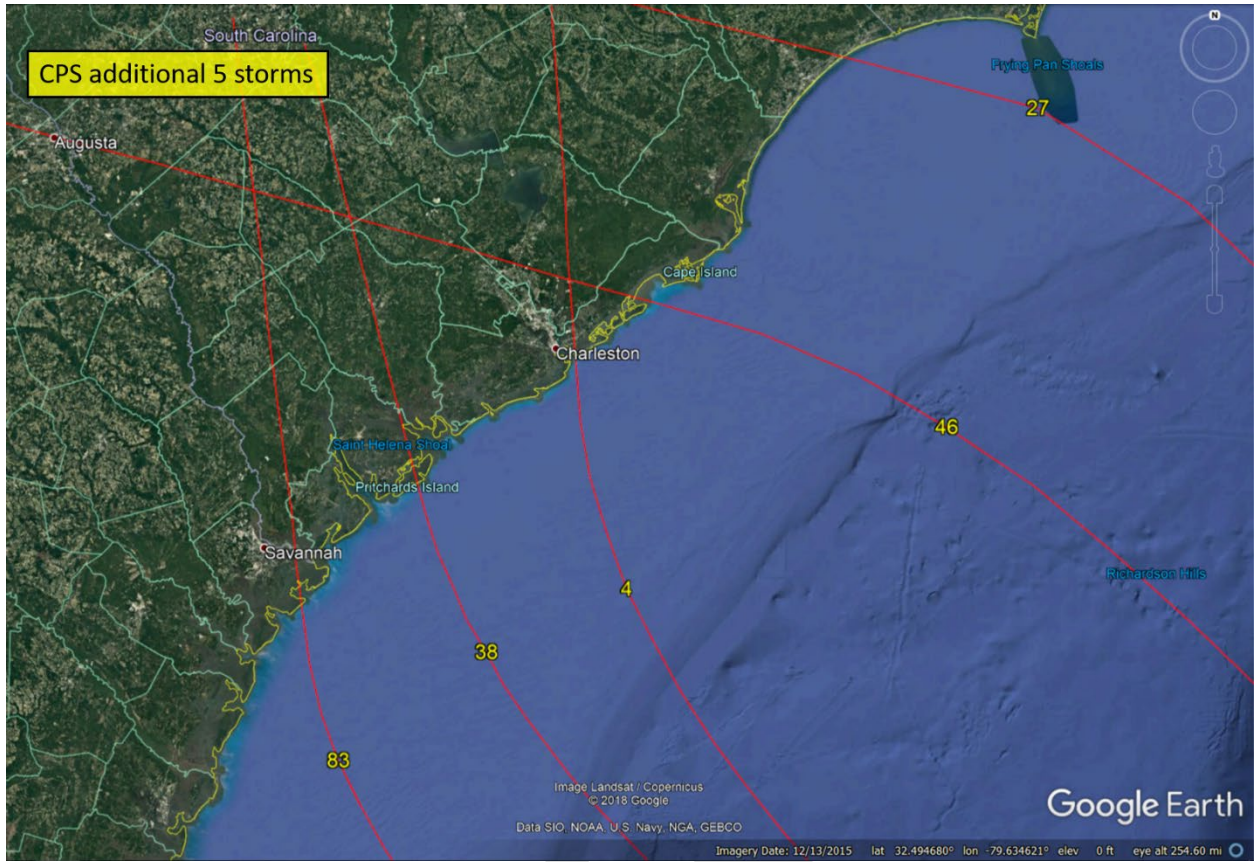 South Carolina
CPS additional 5 storms
N
Frying Pan Shoals
27
Augusta
Cape Island
Charleston
46
Saint Helena Shoal
Pritchards Island
Savannah
Richardson Hills
4
38
83
Image Landsat / Copernicus
© 2018 Google
Google Earth
Data SIO, NOAA, U.S. Navy, NGA, GEBCO
Imagery Date: 12/13/2015 lat 32.494680° lon -79.634621° elev 0 ft eye alt 254.60 mi